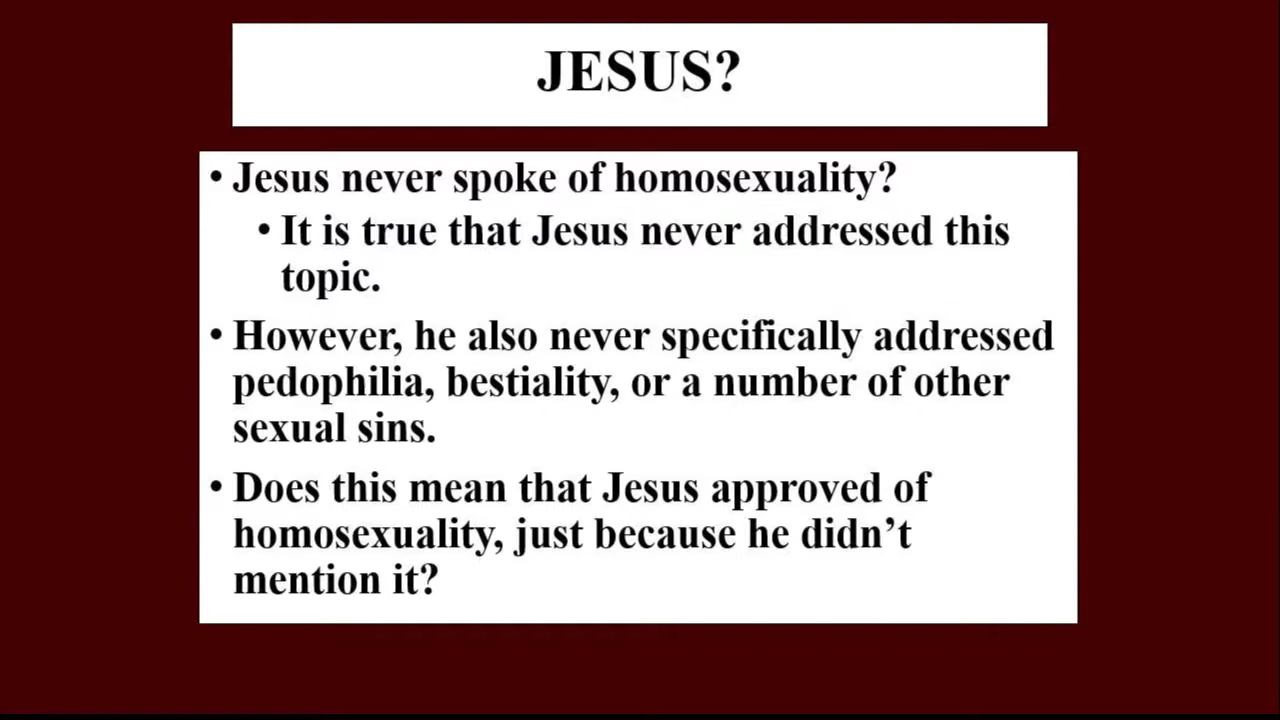 JESUS?
• Jesus never spoke of homosexuality?
• It is true that Jesus never addressed this
topic.
• However, he also never specifically addressed
pedophilia, bestiality, or a number of other
sexual sins.
• Does this mean that Jesus approved of
homosexuality, just because he didn’t
mention it?